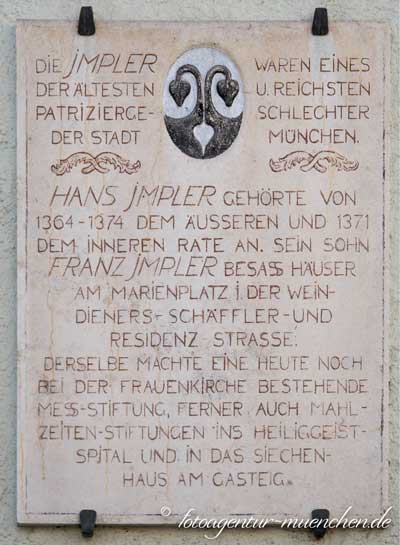 DIE JMPLER WAREN EINES
DER ÄLTESTEN U. REICHSTEN
PATRIZIERGE- SCHLECHTER
DER STADT MÜNCHEN.
HANS JMPLER GEHÖRTE VON
1364-1374 DEM ÄUSSEREN UND 1371
DEM INNEREN RATE AN. SEIN SOHN
FRANZ JMPLER BESASS HÄUSER
AM MARIENPLATZ I. DER WEIN-
DIENERS-SCHÄFFLER-UND
RESIDENZ STRASSE.
DERSELBE MACHTE EINE HEUTE NOCH
BEI DER FRAUENKIRCHE BESTEHENDE
MESS-STIFTUNG, FERNER AUCH MAHL-
ZEITEN-STIFTUNGEN INS HEILIGGEIST-
SPITAL UND IN DAS SIECHEN-
HAUS AM GASTEIG.
© fotoagentur-muenchen.de